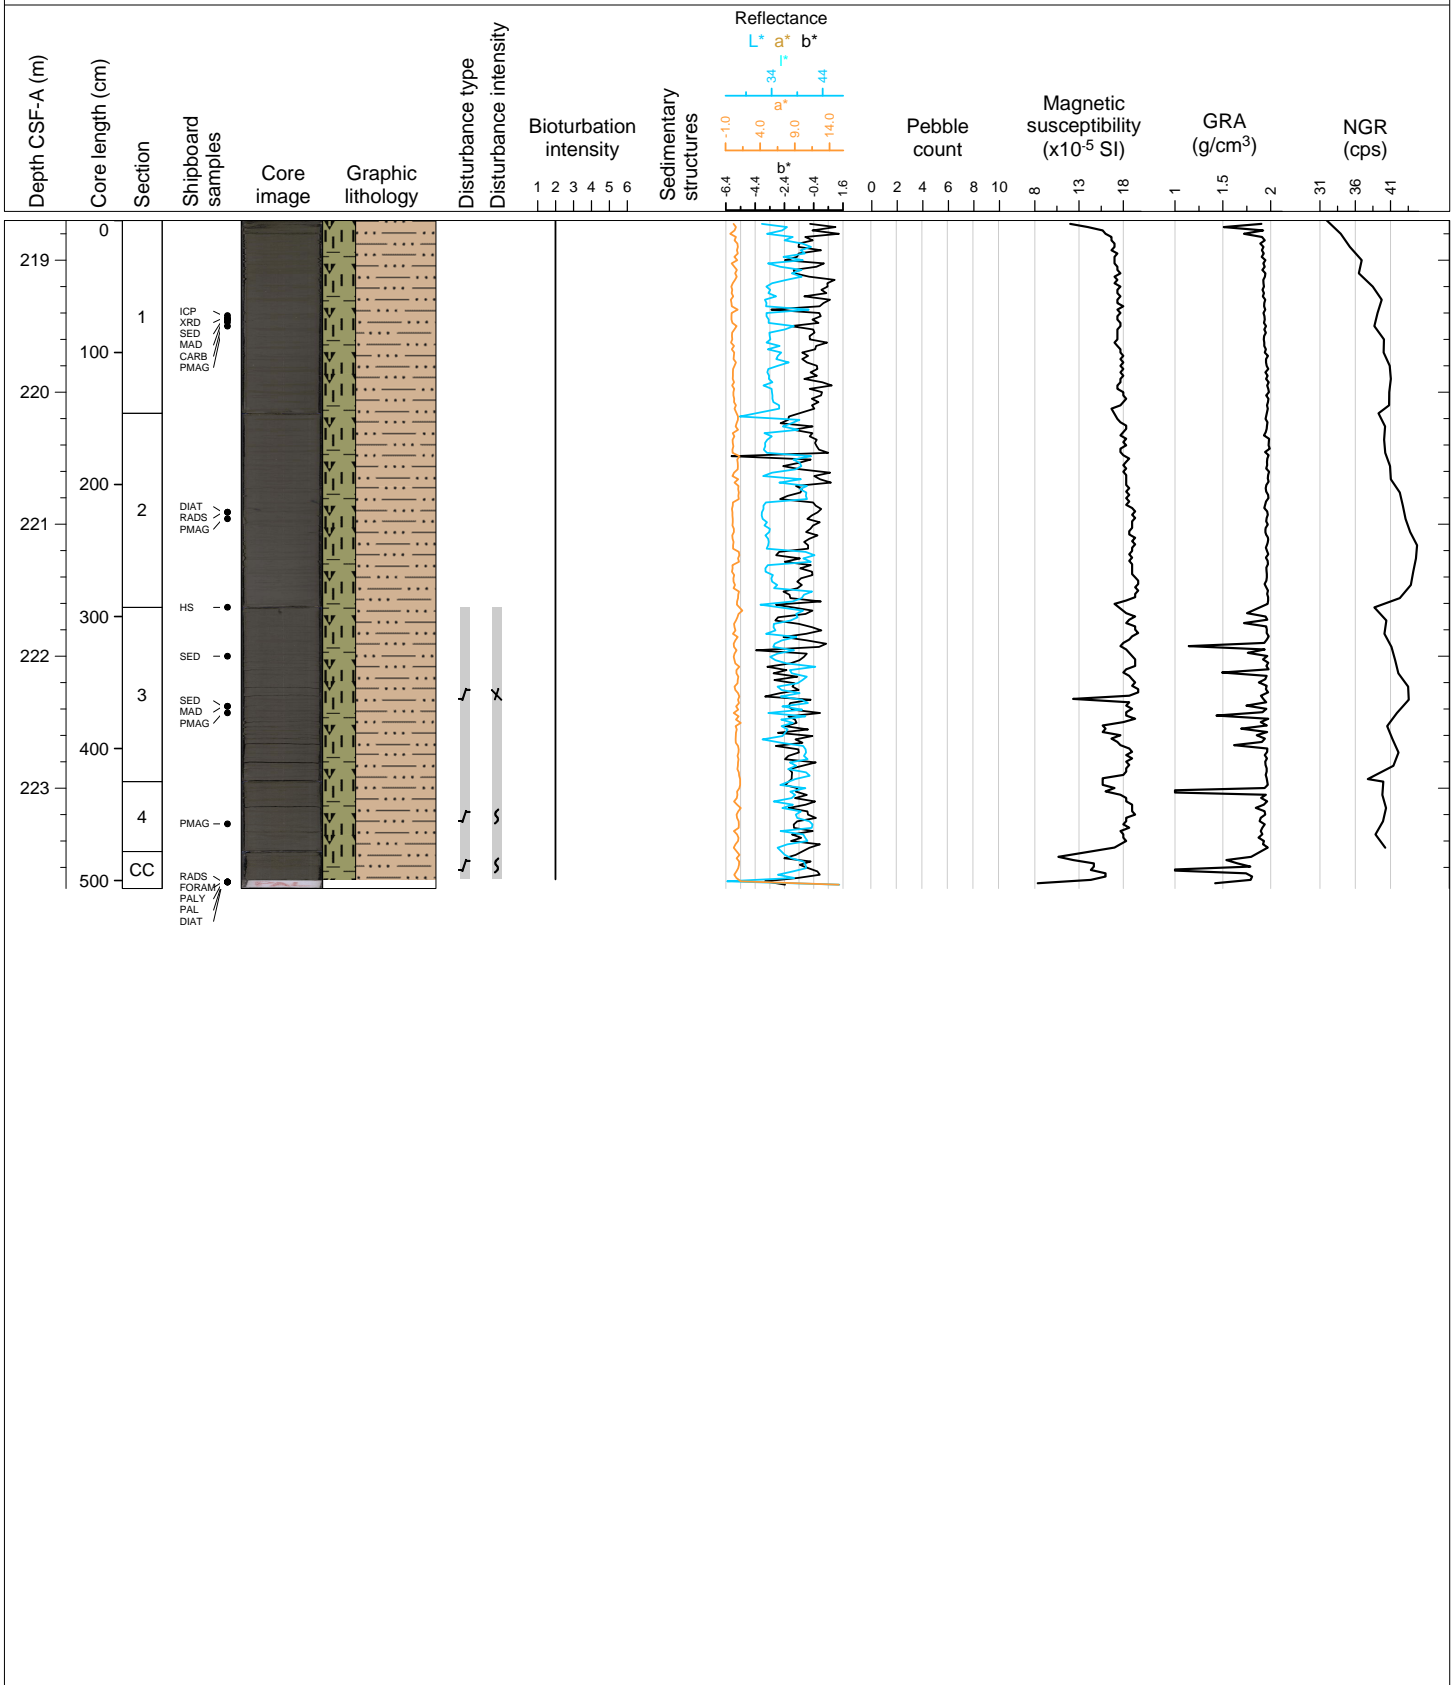 Depth CSF-A (m)
Core length (cm)
Section
Shipboard
samples
Core
image
Graphic
lithology
Disturbance type
Disturbance intensity
Bioturbation
intensity
1 2 3 4 5 6
Sedimentary
structures
Reflectance
L* a* b*
l*
34 44
a*
-1.0 4.0 9.0 14.0
b*
-6.4 -4.4 -2.4 -0.4 1.6
Pebble
count
0 2 4 6 8 10
Magnetic
susceptibility
(x10-5 SI)
8 13 18
GRA
(g/cm3)
1 1.5 2
NGR
(cps)
31 36 41
219
220
221
222
223
0
100
200
300
400
500
1
2
3
4
CC
ICP
XRD
SED
MAD
CARB
PMAG
DIAT
RADS
PMAG
HS
SED
SED
MAD
PMAG
PMAG
RADS
FORAM
PALY
PAL
DIAT
PAL